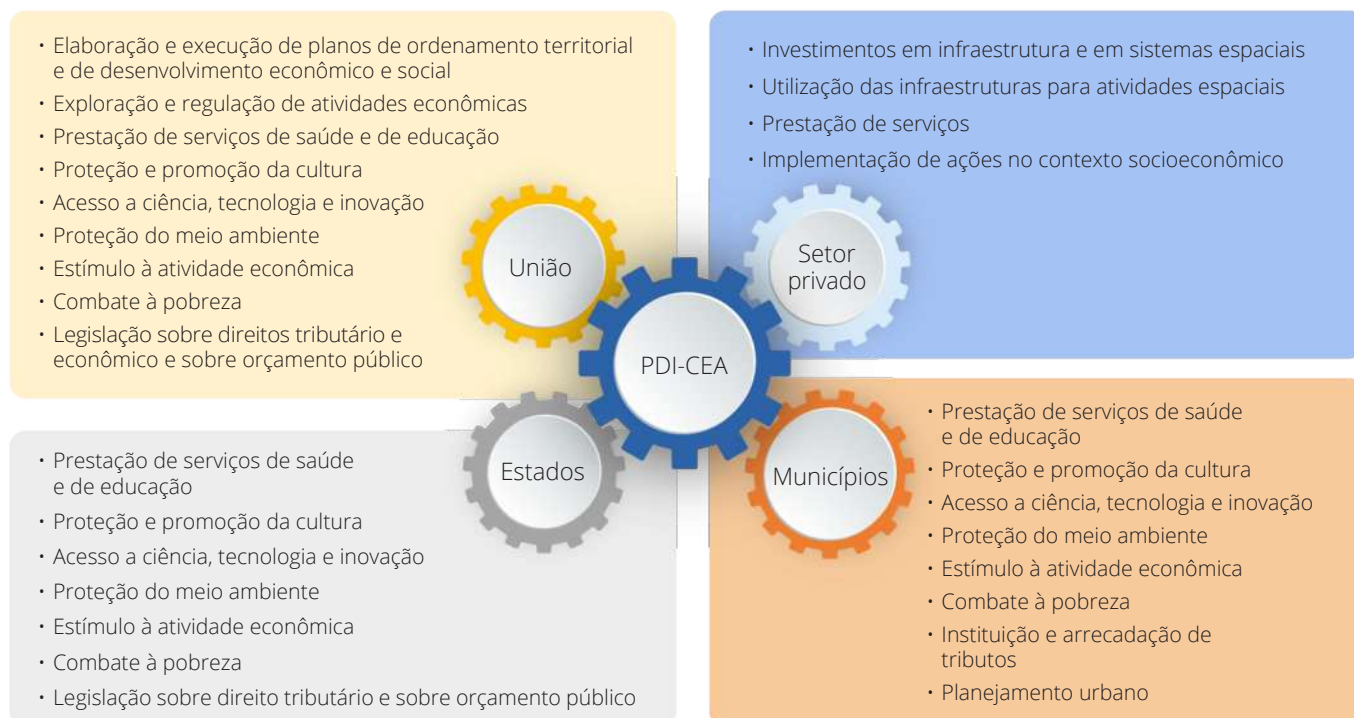 • Elaboração e execução de planos de ordenamento territorial
e de desenvolvimento econômico e social
• Exploração e regulação de atividades econômicas
• Prestação de serviços de saúde e de educação
• Proteção e promoção da cultura
• Acesso a ciência, tecnologia e inovação
• Proteção do meio ambiente
• Estímulo à atividade econômica
• Combate à pobreza
• Legislação sobre direitos tributário e
econômico e sobre orçamento público
União
• Investimentos em infraestrutura e em sistemas espaciais
• Utilização das infraestruturas para atividades espaciais
• Prestação de serviços
• Implementação de ações no contexto socioeconômico
Setor
privado
PDI-CEA
• Prestação de serviços de saúde
e de educação
• Proteção e promoção da cultura
• Acesso a ciência, tecnologia e inovação
• Proteção do meio ambiente
• Estímulo à atividade econômica
• Combate à pobreza
• Legislação sobre direito tributário e sobre orçamento público
Estados
Municípios
• Prestação de serviços de saúde
e de educação
• Proteção e promoção da cultura
• Acesso a ciência, tecnologia e inovação
• Proteção do meio ambiente
• Estímulo à atividade econômica
• Combate à pobreza
• Instituição e arrecadação de
tributos
• Planejamento urbano